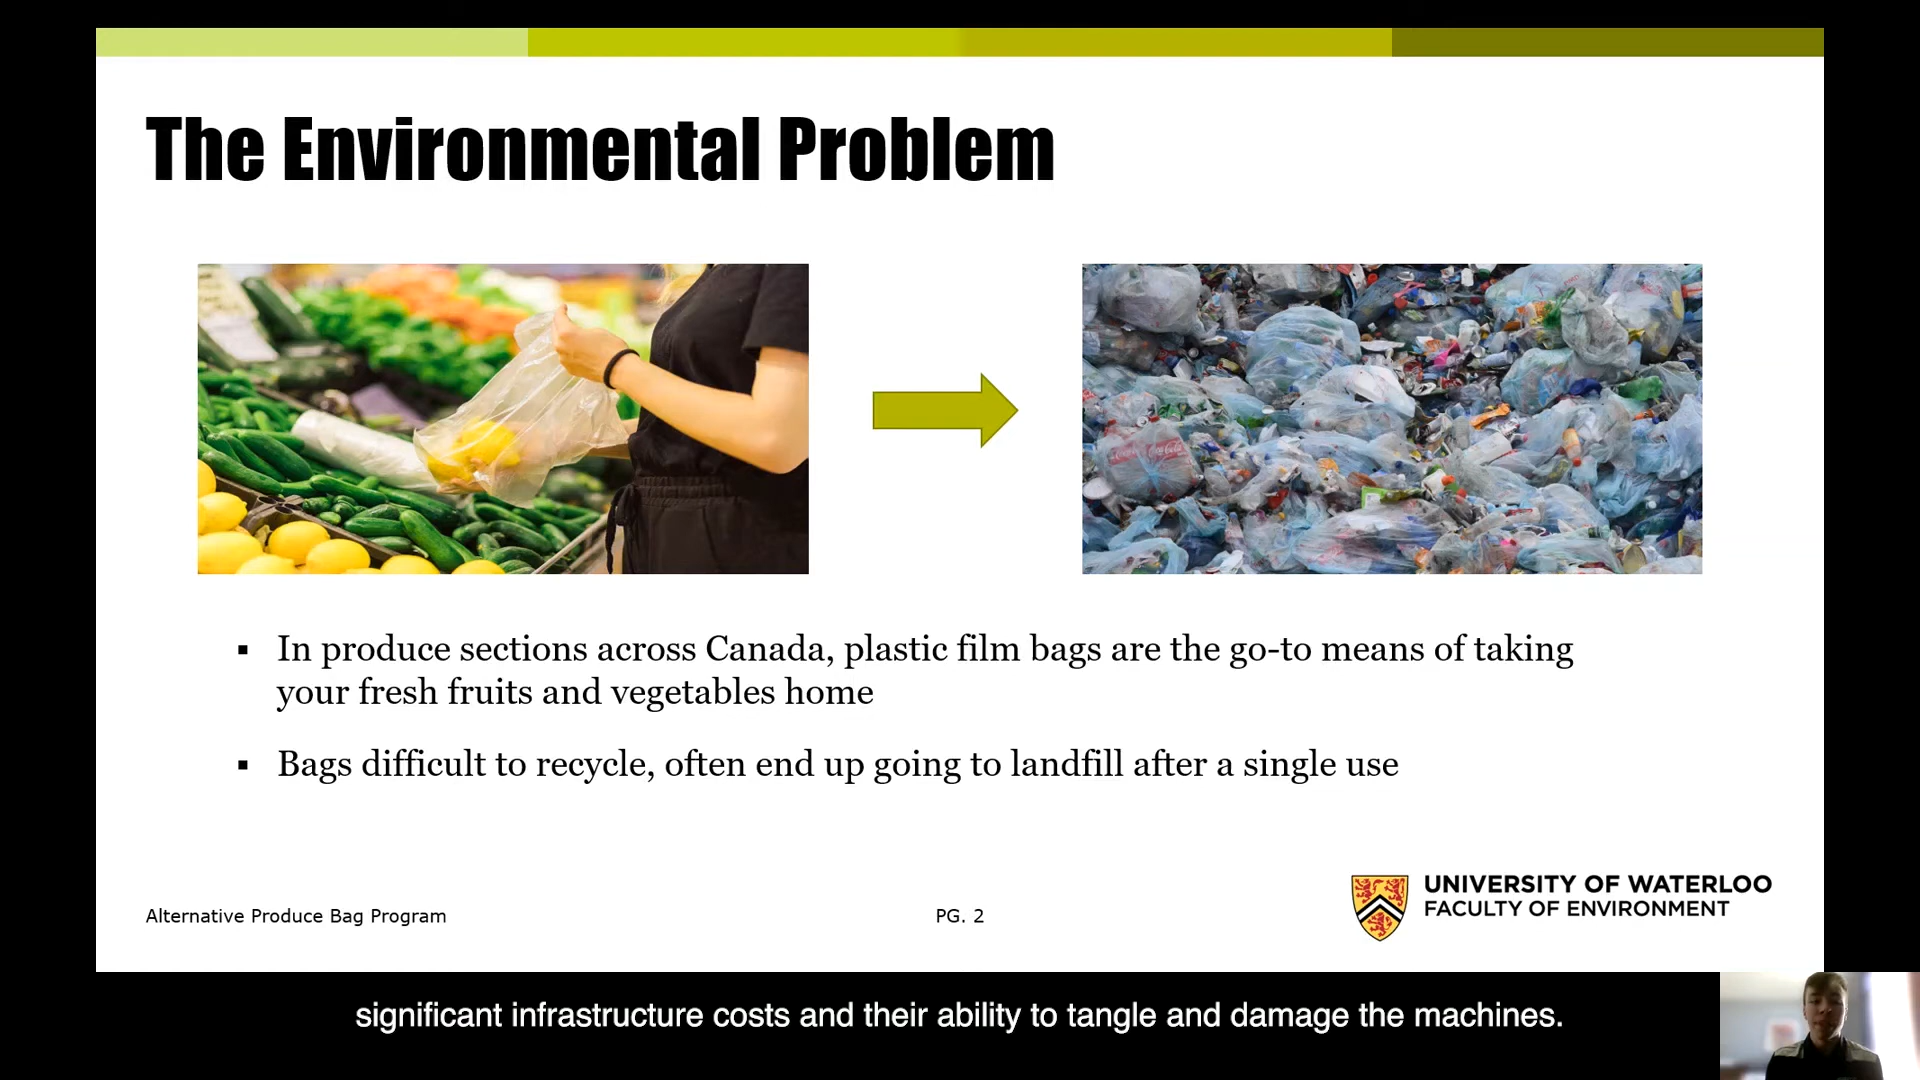 The Environmental Problem
▪ In produce sections across Canada, plastic film bags are the go-to means of taking
your fresh fruits and vegetables home
▪ Bags difficult to recycle, often end up going to landfill after a single use
Alternative Produce Bag Program
PG. 2
UNIVERSITY OF WATERLOO
FACULTY OF ENVIRONMENT
significant infrastructure costs and their ability to tangle and damage the machines.